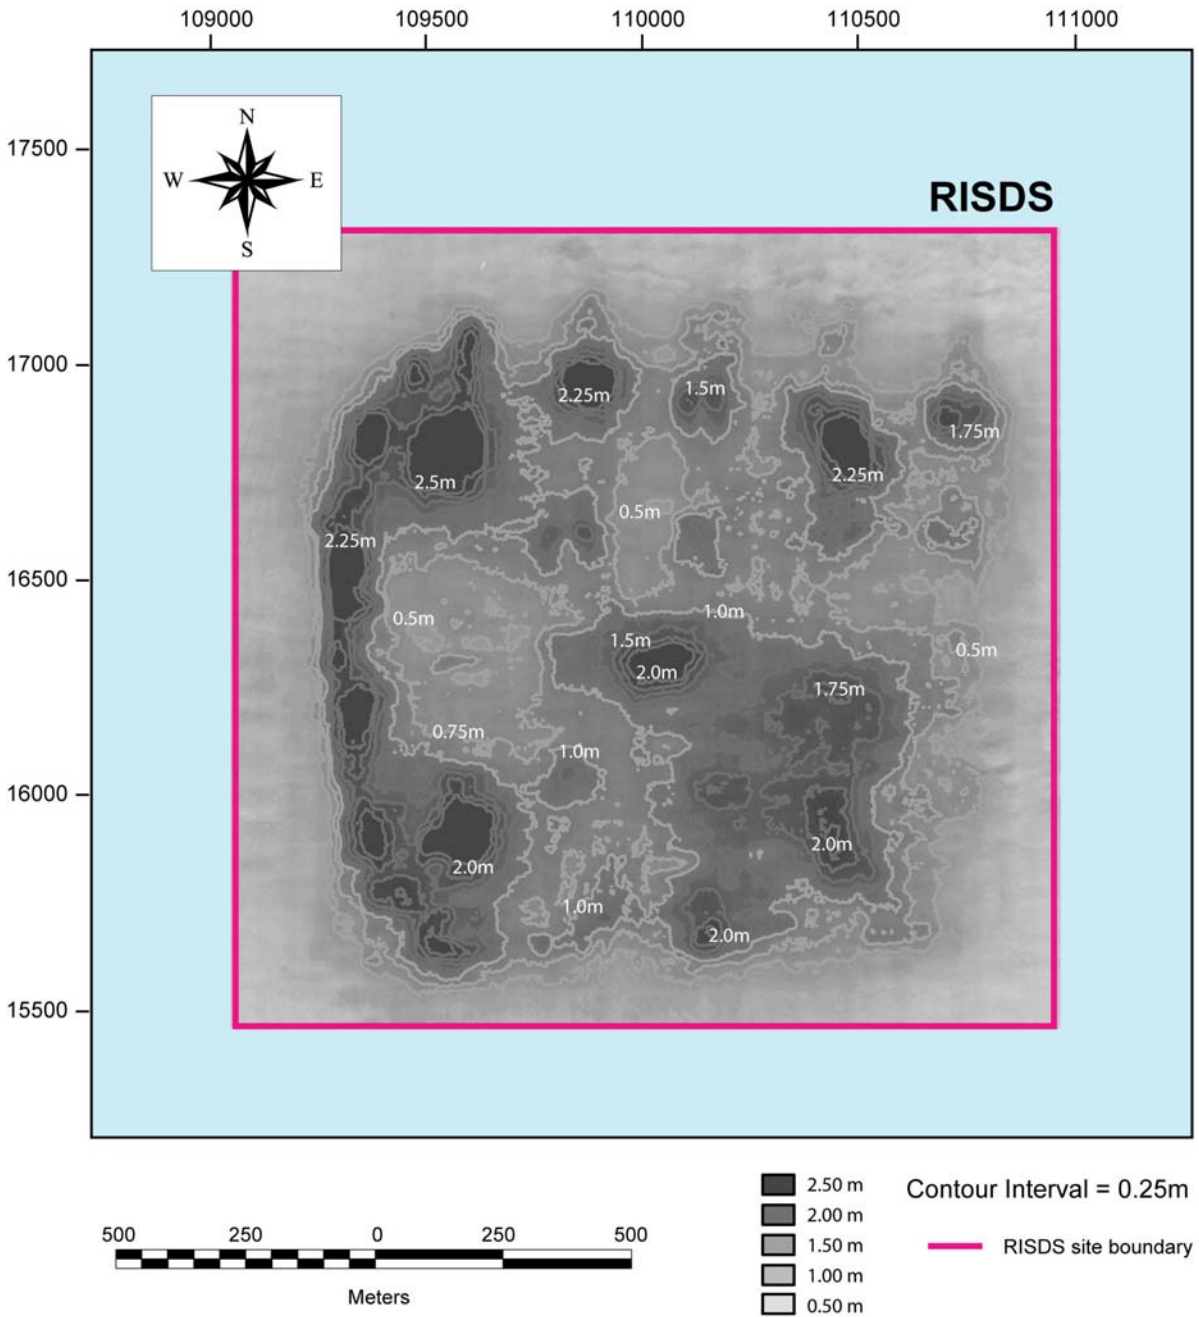 109000 109500 110000 110500 111000
17500
17000
16500
16000
15500
N
W E
S
RISDS
2.25m
1.5m
1.75m
2.5m
2.25m
0.5m
2.25m
0.5m
1.0m
1.5m
0.5m
2.0m
1.75m
0.75m
1.0m
2.0m
2.0m
1.0m
2.0m
500 250 0 250 500
Meters
2.50 m
2.00 m
1.50 m
1.00 m
0.50 m
Contour Interval = 0.25m
RISDS site boundary